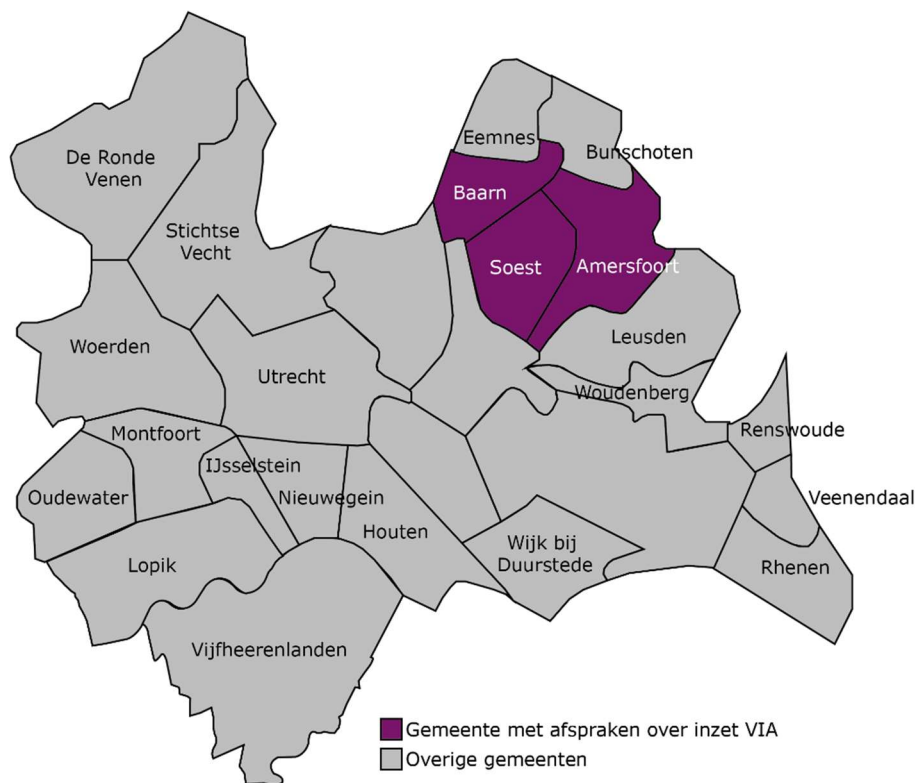 De Ronde
Venen
Eemnes
Bunschoten
Baarn
Stichtse
Vecht
Soest
Amersfoort
Woerden
Leusden
Utrecht
Woudenberg
Montfoort
Renswoude
IJsselstein
Oudewater
Nieuwegein
Veenendaal
Houten
Wijk bij
Duurstede
Lopik
Rhenen
Vijfheerenlanden
Gemeente met afspraken over inzet VIA
Overige gemeenten